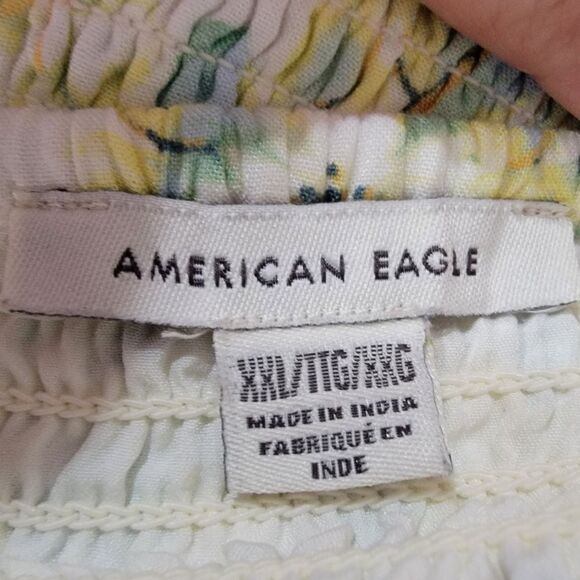 AMERICAN EAGLE
XXL/TTG/XXG
MADE IN INDIA
FABRIQUÉ EN
INDE